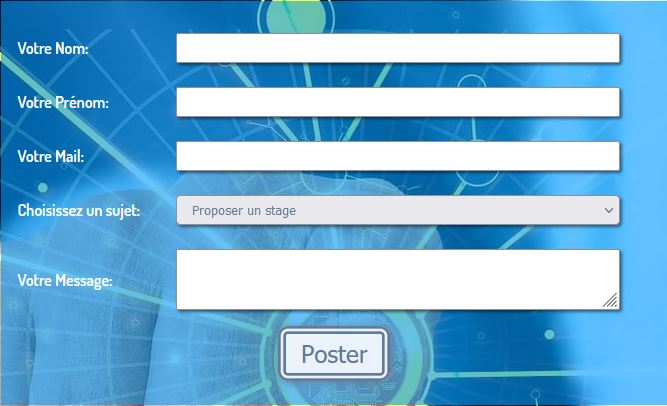 Votre Nom:
Votre Prénom:
Votre Mail:
Choisissez un sujet:
Proposer un stage
Votre Message:
Poster